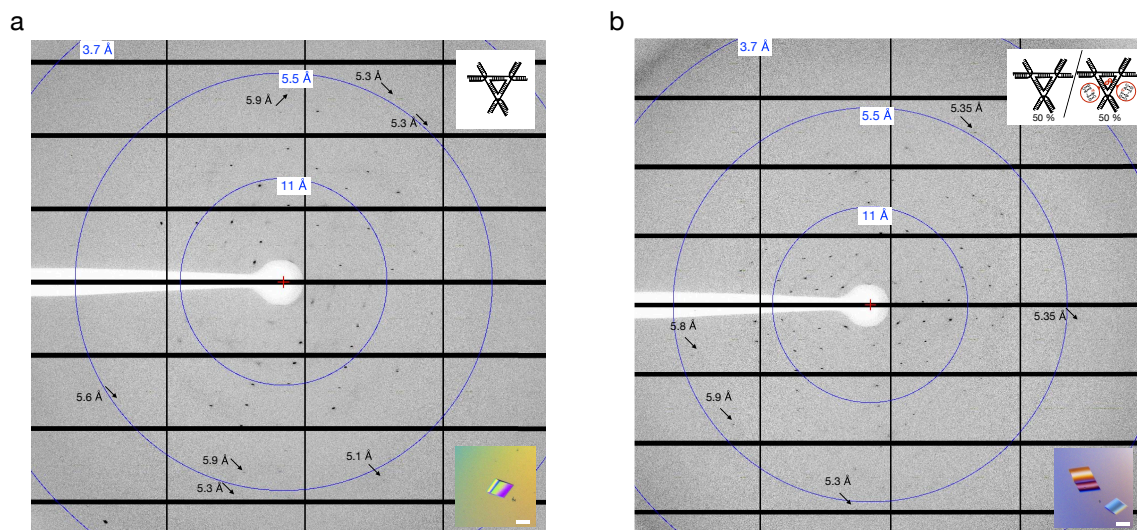 a
3.7 Å
5.5 Å
5.3 Å
5.9 Å
5.3 Å
11 Å
5.6 Å
5.9 Å
5.1 Å
5.3 Å
b
3.7 Å
5.5 Å
5.35 Å
50 %
50 %
11 Å
5.8 Å
5.35 Å
5.9 Å
5.3 Å